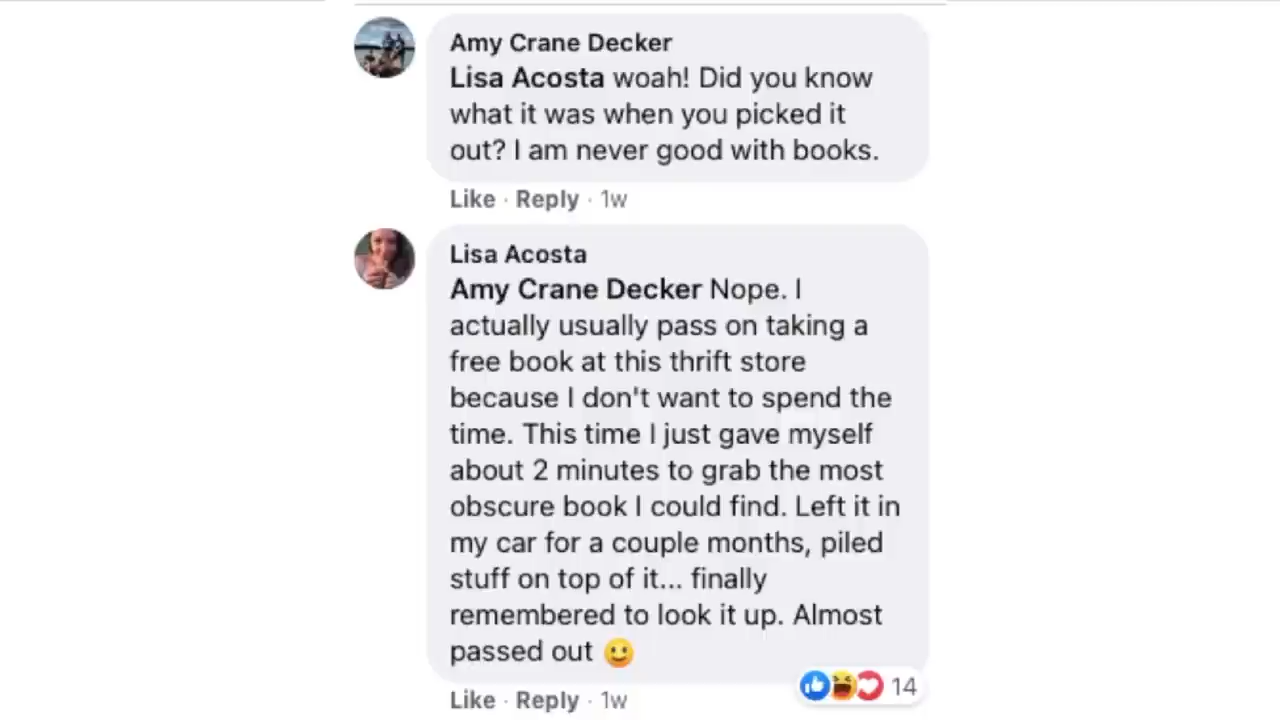 Amy Crane Decker
Lisa Acosta woah! Did you know
what it was when you picked it
out? I am never good with books.
Like · Reply · 1w
Lisa Acosta
Amy Crane Decker Nope. I
actually usually pass on taking a
free book at this thrift store
because I don't want to spend the
time. This time I just gave myself
about 2 minutes to grab the most
obscure book I could find. Left it in
my car for a couple months, piled
stuff on top of it... finally
remembered to look it up. Almost
passed out 🙂
14
Like · Reply · 1w